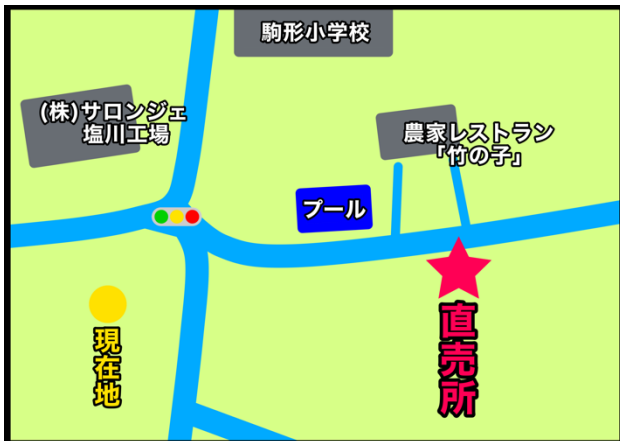 駒形小学校
(株)サロンジェ
塩川工場
農家レストラン
「竹の子」
プール
現在地
直売所